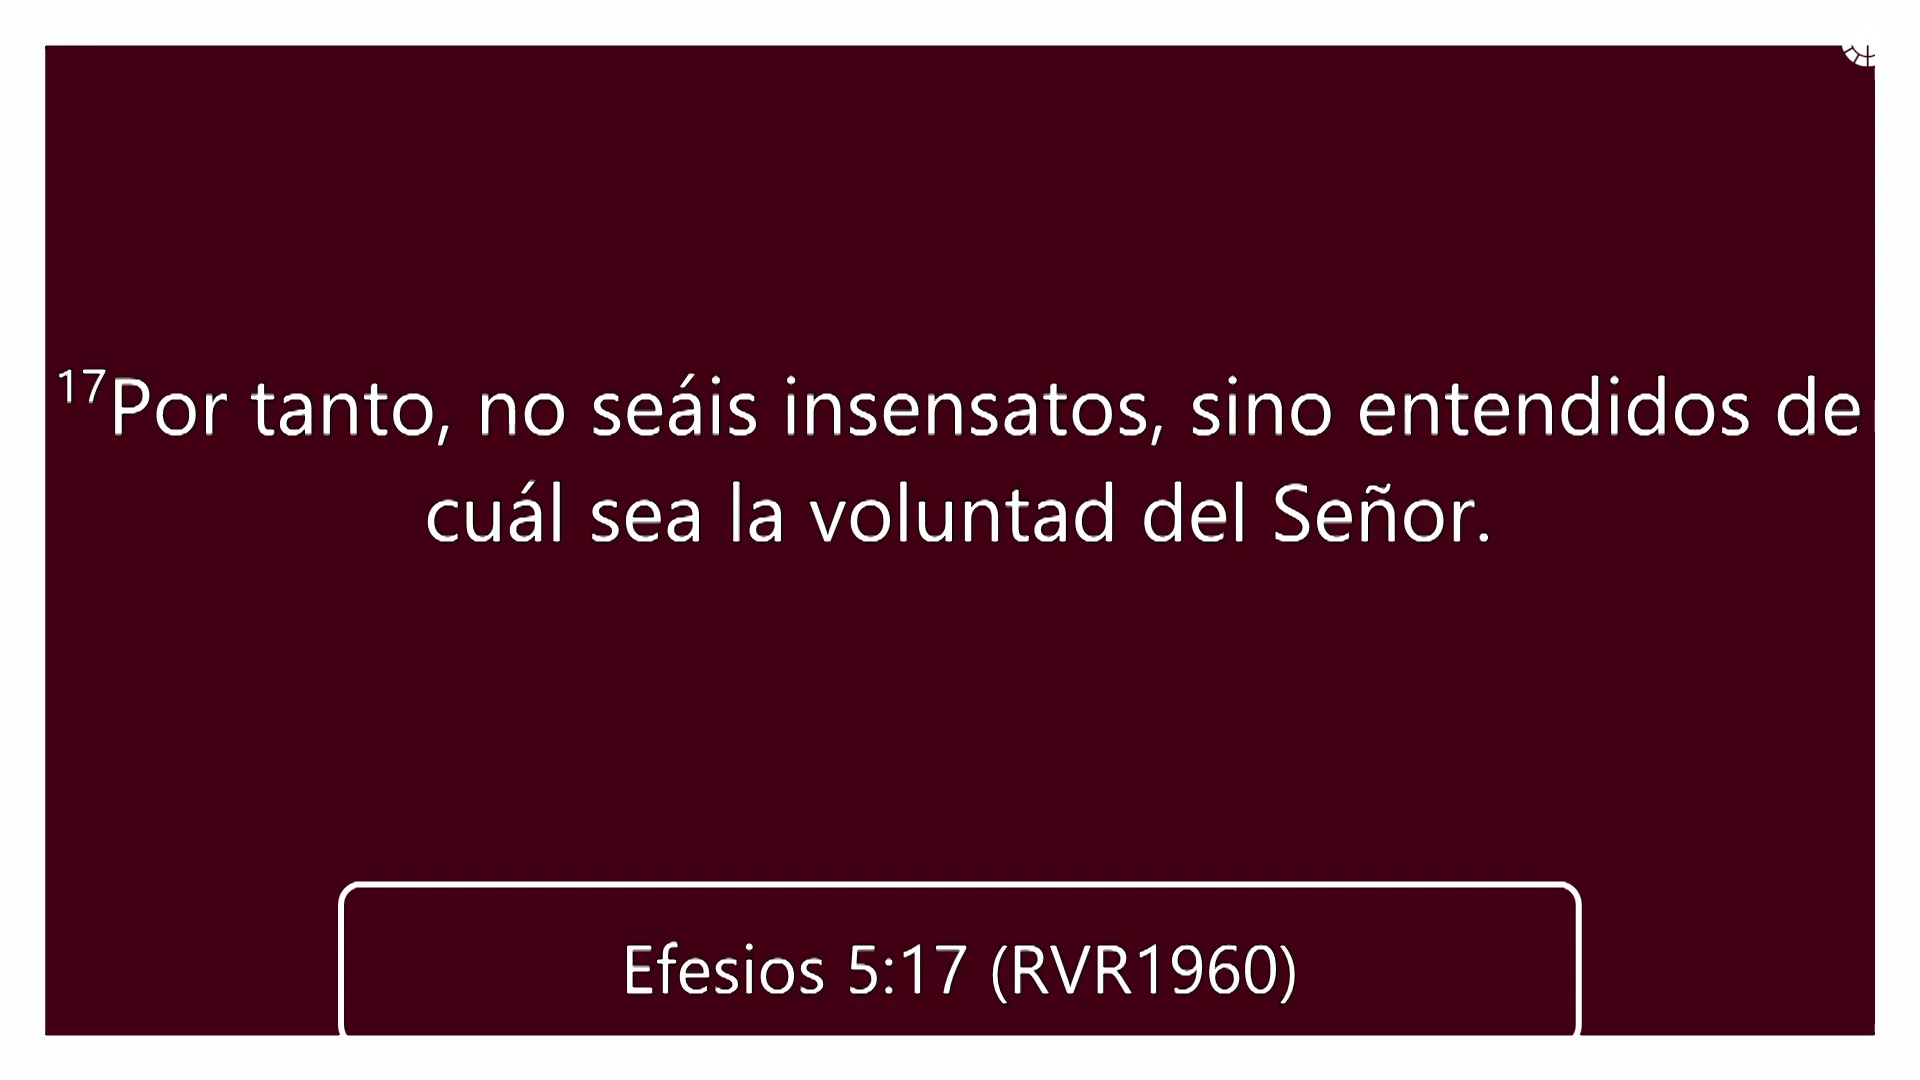 17Por tanto, no seáis insensatos, sino entendidos de
cuál sea la voluntad del Señor.
Efesios 5:17 (RVR1960)